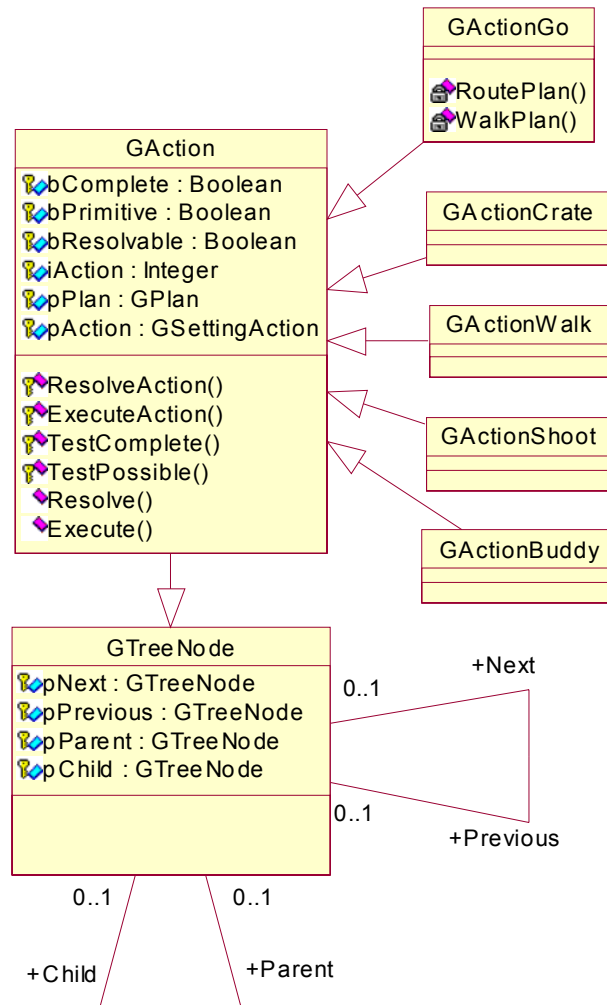 GActionGo
RoutePlan()
WalkPlan()
GAction
bComplete : Boolean
bPrimitive : Boolean
bResolvable : Boolean
iAction : Integer
pPlan : GPlan
pAction : GSettingAction
ResolveAction()
ExecuteAction()
TestComplete()
TestPossible()
Resolve()
Execute()
GActionCrate
GActionWalk
GActionShoot
GActionBuddy
GTreeNode
pNext : GTreeNode
pPrevious : GTreeNode
pParent : GTreeNode
pChild : GTreeNode
+Next
0..1
0..1
+Previous
0..1
0..1
+Child
+Parent